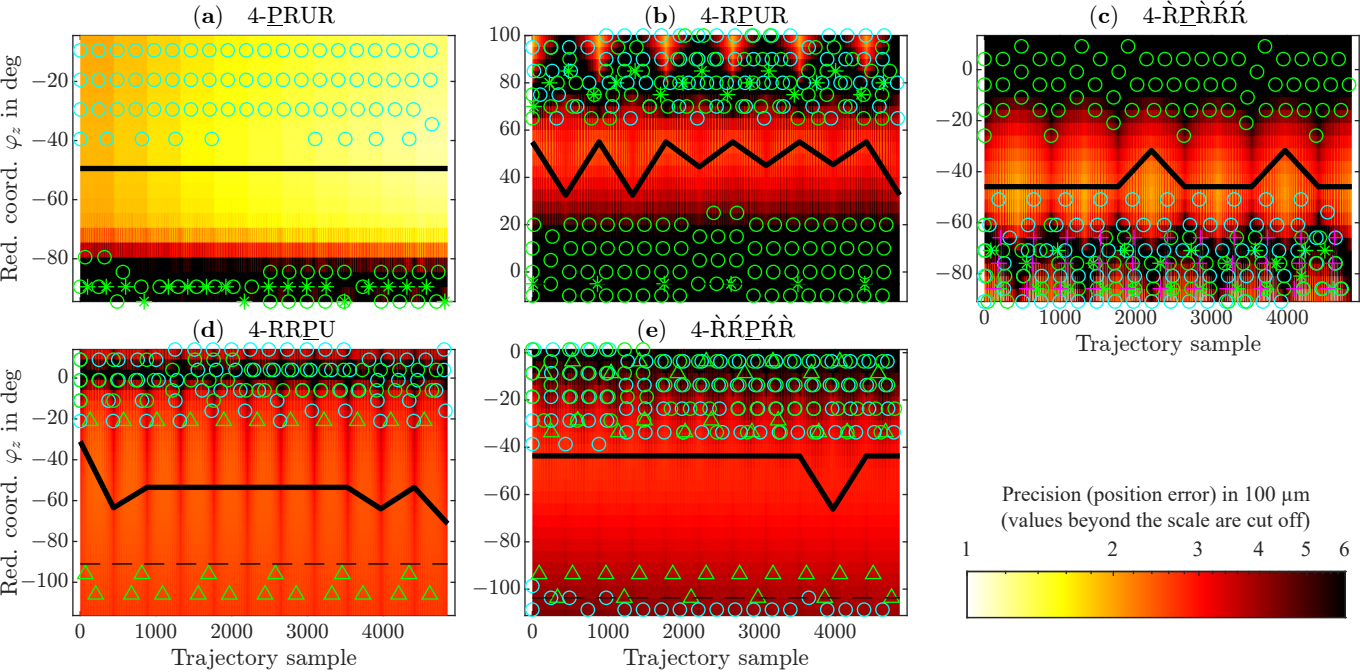 (a) 4-PRUR
(b) 4-RPUR
(c) 4-R̀PR̀ŔŔ
Red. coord. φz in deg
−20
−40
−60
−80
100
80
60
40
20
0
0
−20
−40
−60
−80
0 1000 2000 3000 4000
Trajectory sample
(d) 4-RRPU
(e) 4-R̀ŔPŔR̀
Red. coord. φz in deg
0
−20
−40
−60
−80
−100
0 1000 2000 3000 4000
Trajectory sample
0
−20
−40
−60
−80
−100
0 1000 2000 3000 4000
Trajectory sample
Precision (position error) in 100 µm
(values beyond the scale are cut off)
1 2 3 4 5 6